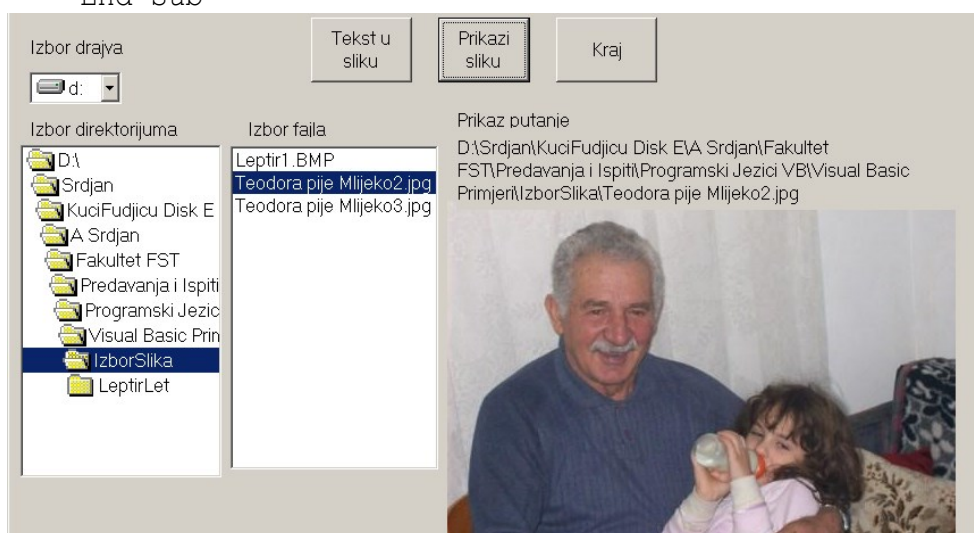 End Sub
Izbor drajva
Tekst u
sliku
Prikazi
sliku
Kraj
d:
Izbor direktorijuma
D:\
Srdjan
KuciFudjicu Disk E
A Srdjan
Fakultet FST
Predavanja i Ispiti
Programski Jezic
Visual Basic Prin
IzborSlika
LeptirLet
Izbor fajla
Leptir1.BMP
Teodora pije Mlijeko2.jpg
Teodora pije Mlijeko3.jpg
Prikaz putanje
D:\Srdjan\KuciFudjicu Disk E\A Srdjan\Fakultet
FST\Predavanja i Ispiti\Programski Jezici VB\Visual Basic
Primjeri\IzborSlika\Teodora pije Mlijeko2.jpg